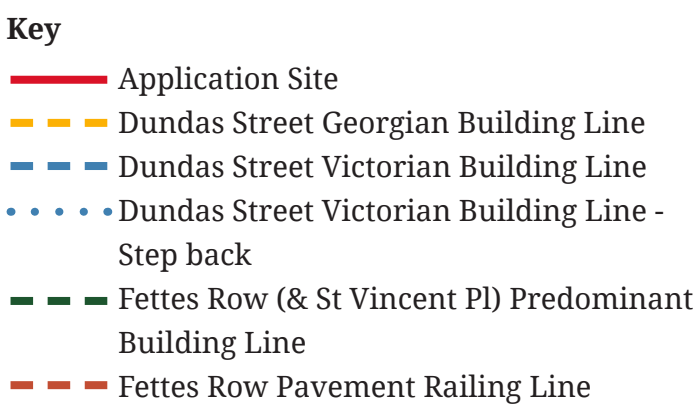 Key
Application Site
Dundas Street Georgian Building Line
Dundas Street Victorian Building Line
Dundas Street Victorian Building Line -
Step back
Fettes Row (& St Vincent Pl) Predominant
Building Line
Fettes Row Pavement Railing Line